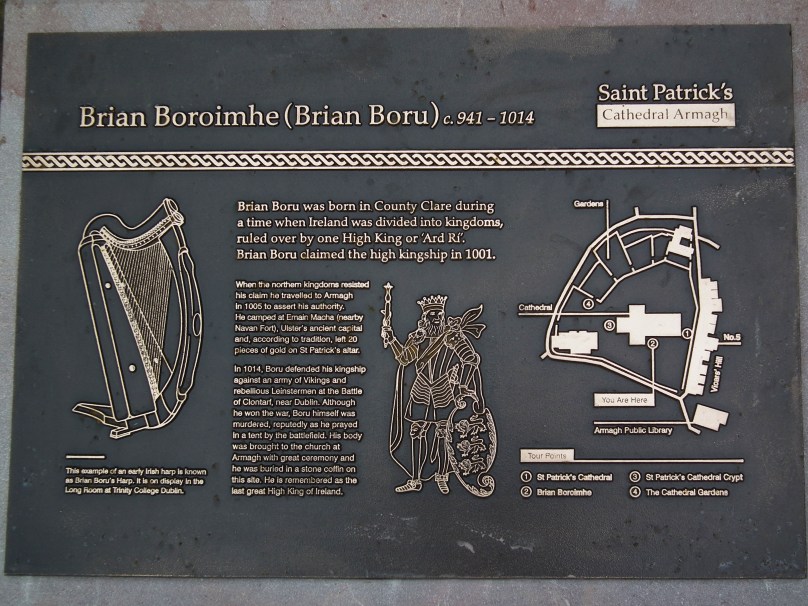 Brian Boroimhe (Brian Boru) c. 941 – 1014
Saint Patrick's
Cathedral Armagh
Brian Boru was born in County Clare during
a time when Ireland was divided into kingdoms,
ruled over by one High King or 'Ard Rí'.
Brian Boru claimed the high kingship in 1001.
When the northern kingdoms resisted
his claim he travelled to Armagh
in 1005 to assert his authority.
He camped at Emain Macha (nearby
Navan Fort), Ulster's ancient capital
and, according to tradition, left 20
pieces of gold on St Patrick's altar.
In 1014, Boru defended his kingship
against an army of Vikings and
rebellious Leinstermen at the Battle
of Clontarf, near Dublin. Although
he won the war, Boru himself was
murdered, reputedly as he prayed
in a tent by the battlefield. His body
was brought to the church at
Armagh with great ceremony and
he was buried in a stone coffin on
this site. He is remembered as the
last great High King of Ireland.
This example of an early Irish harp is known
as Brian Boru's Harp. It is on display in the
Long Room at Trinity College Dublin.
Gardens
4
Cathedral
3
1
2
No.5
Vicars' Hill
You Are Here
Armagh Public Library
Tour Points
1 St Patrick's Cathedral
2 Brian Boroimhe
3 St Patrick's Cathedral Crypt
4 The Cathedral Gardens